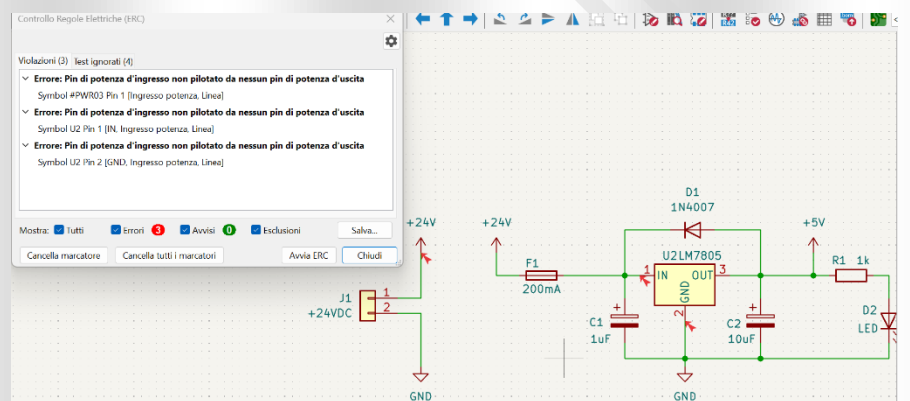 Controllo Regole Elettriche (ERC)
Violazioni (3) Test ignorati (4)
Errore: Pin di potenza d'ingresso non pilotato da nessun pin di potenza d'uscita
Symbol #PWR03 Pin 1 [Ingresso potenza, Linea]
Errore: Pin di potenza d'ingresso non pilotato da nessun pin di potenza d'uscita
Symbol U2 Pin 1 [IN, Ingresso potenza, Linea]
Errore: Pin di potenza d'ingresso non pilotato da nessun pin di potenza d'uscita
Symbol U2 Pin 2 [GND, Ingresso potenza, Linea]
Mostra: Tutti Errori 3 Avvisi 0 Esclusioni Salva...
Cancella marcatore Cancella tutti i marcatori Avvia ERC Chiudi
D1
1N4007
+24V +24V +5V
U2LM7805
F1
200mA
1 IN OUT 3
GND
2
R1 1k
J1
+24VDC
1
2
+
C1
1uF
+
C2
10uF
D2
LED
GND GND